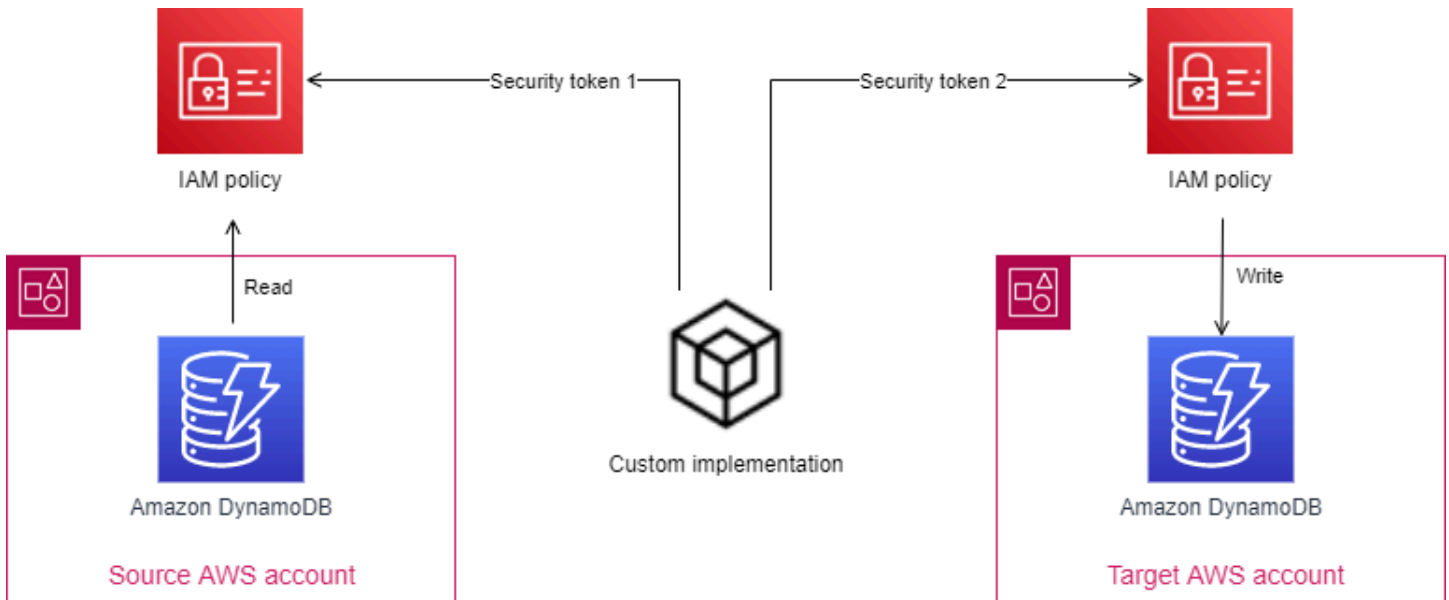 Security token 1
Security token 2
IAM policy
IAM policy
Read
Write
Custom implementation
Amazon DynamoDB
Amazon DynamoDB
Source AWS account
Target AWS account